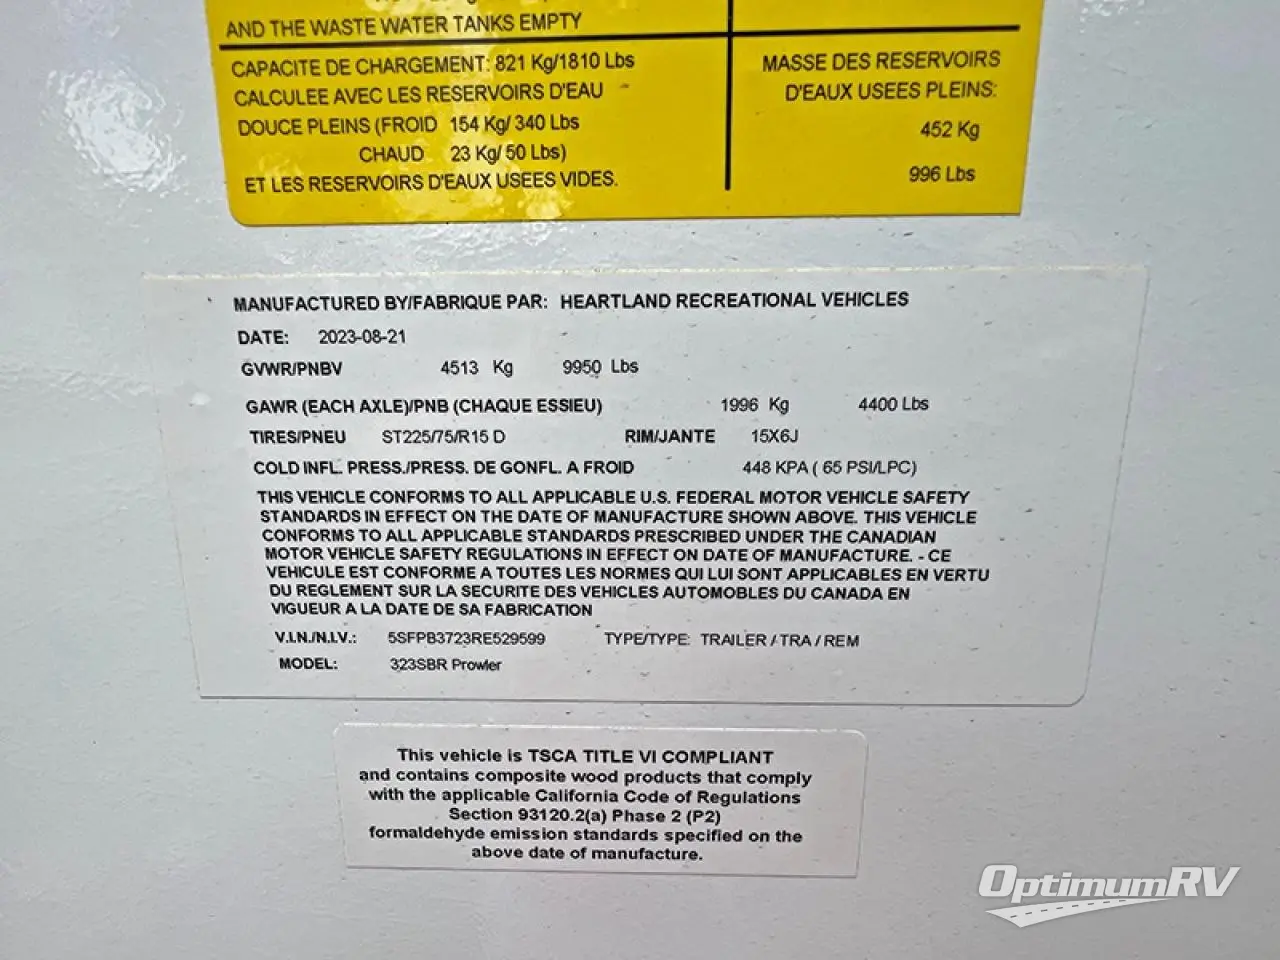 AND THE WASTE WATER TANKS EMPTY
CAPACITE DE CHARGEMENT: 821 Kg/1810 Lbs
CALCULEE AVEC LES RESERVOIRS D'EAU
DOUCE PLEINS (FROID 154 Kg/ 340 Lbs
CHAUD 23 Kg/ 50 Lbs)
ET LES RESERVOIRS D'EAUX USEES VIDES.
MASSE DES RESERVOIRS
D'EAUX USEES PLEINS:
452 Kg
996 Lbs
MANUFACTURED BY/FABRIQUE PAR: HEARTLAND RECREATIONAL VEHICLES
DATE: 2023-08-21
GVWR/PNBV 4513 Kg 9950 Lbs
GAWR (EACH AXLE)/PNB (CHAQUE ESSIEU) 1996 Kg 4400 Lbs
TIRES/PNEU ST225/75/R15 D RIM/JANTE 15X6J
COLD INFL. PRESS./PRESS. DE GONFL. A FROID 448 KPA ( 65 PSI/LPC)
THIS VEHICLE CONFORMS TO ALL APPLICABLE U.S. FEDERAL MOTOR VEHICLE SAFETY
STANDARDS IN EFFECT ON THE DATE OF MANUFACTURE SHOWN ABOVE. THIS VEHICLE
CONFORMS TO ALL APPLICABLE STANDARDS PRESCRIBED UNDER THE CANADIAN
MOTOR VEHICLE SAFETY REGULATIONS IN EFFECT ON DATE OF MANUFACTURE. - CE
VEHICULE EST CONFORME A TOUTES LES NORMES QUI LUI SONT APPLICABLES EN VERTU
DU REGLEMENT SUR LA SECURITE DES VEHICLES AUTOMOBLES DU CANADA EN
VIGUEUR A LA DATE DE SA FABRICATION
V.I.N./N.I.V.: 5SFPB3723RE529599 TYPE/TYPE: TRAILER / TRA / REM
MODEL: 323SBR Prowler
This vehicle is TSCA TITLE VI COMPLIANT
and contains composite wood products that comply
with the applicable California Code of Regulations
Section 93120.2(a) Phase 2 (P2)
formaldehyde emission standards specified on the
above date of manufacture.
OptimumRV